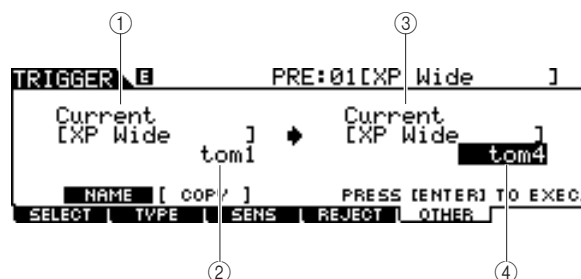 ① ③
TRIGGER E PRE:01[XP Wide ]
Current Current
[XP Wide ] [XP Wide ]
tom1 tom4
NAME [ COPY ] PRESS [ENTER] TO EXEC
SELECT TYPE SENS REJECT OTHER
② ④